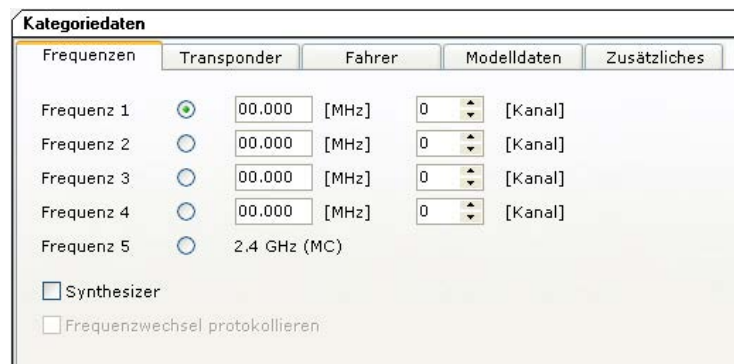 Kategoriedaten
Frequenzen Transponder Fahrer Modelldaten Zusätzliches
Frequenz 1 00.000 [MHz] 0 [Kanal]
Frequenz 2 00.000 [MHz] 0 [Kanal]
Frequenz 3 00.000 [MHz] 0 [Kanal]
Frequenz 4 00.000 [MHz] 0 [Kanal]
Frequenz 5 2.4 GHz (MC)
Synthesizer
Frequenzwechsel protokollieren